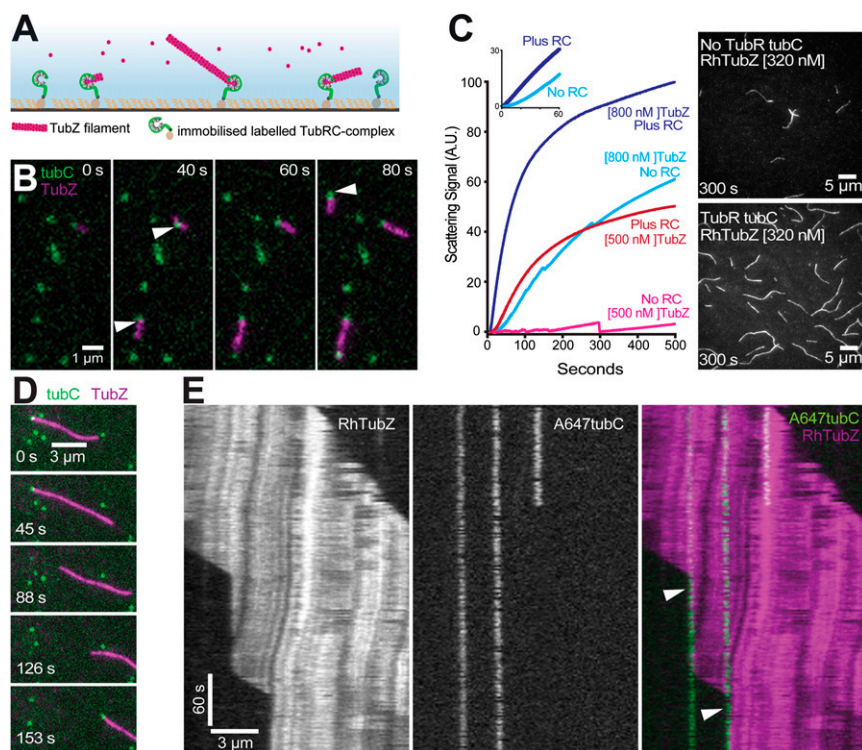 A
TubZ filament
immobilised labelled TubRC-complex
B
tubC
TubZ
0 s
40 s
60 s
80 s
1 µm
C
Scattering Signal (A.U.)
100
80
60
40
20
0
0
100
200
300
400
500
Seconds
30
0
0
60
Plus RC
No RC
[800 nM ]TubZ
Plus RC
[800 nM ]TubZ
No RC
Plus RC
[500 nM ]TubZ
No RC
[500 nM ]TubZ
No TubR tubC
RhTubZ [320 nM]
300 s
5 µm
TubR tubC
RhTubZ [320 nM]
300 s
5 µm
D
tubC TubZ
3 µm
0 s
45 s
88 s
126 s
153 s
E
RhTubZ
60 s
3 µm
A647tubC
A647tubC
RhTubZ